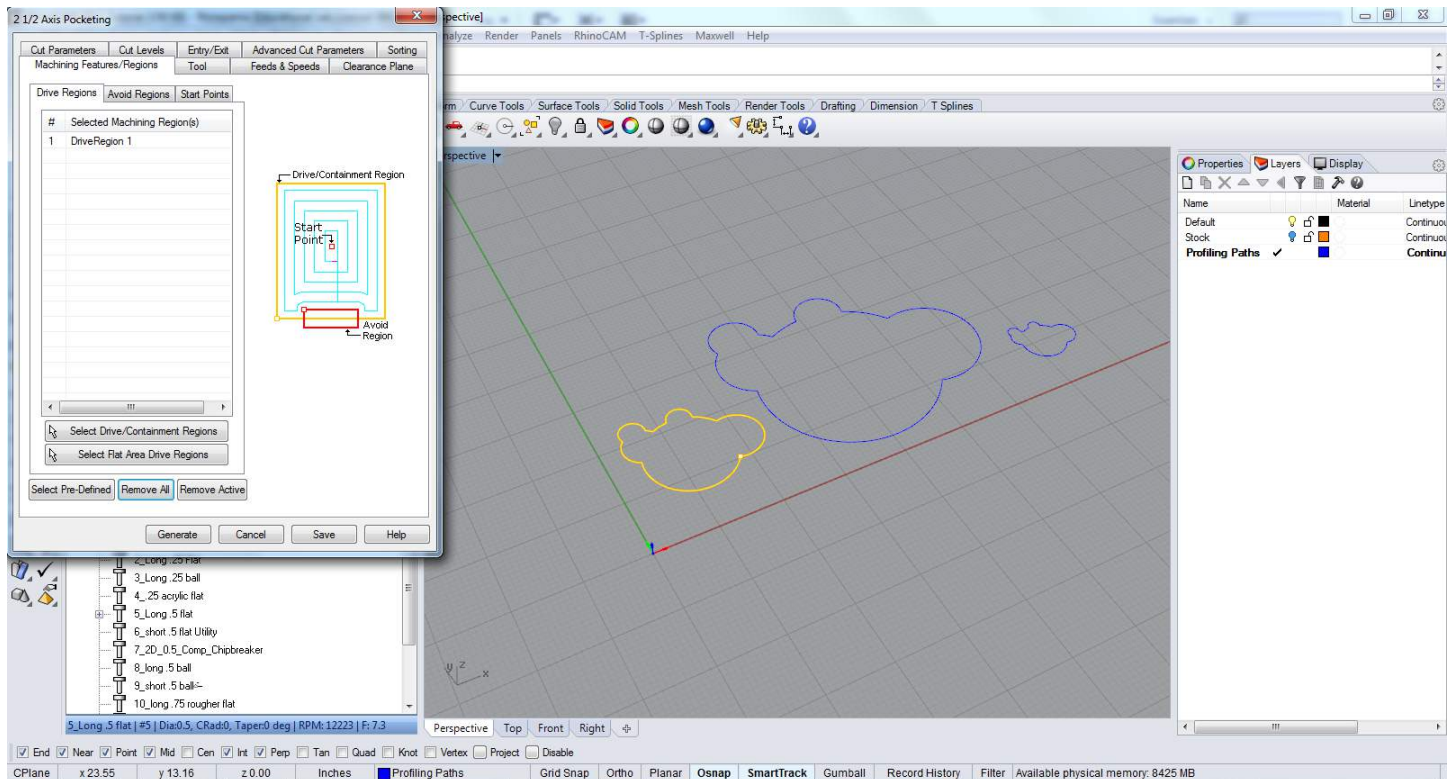 2 1/2 Axis Pocketing
Cut Parameters Cut Levels Entry/Exit Advanced Cut Parameters Sorting
Machining Features/Regions Tool Feeds & Speeds Clearance Plane
Drive Regions Avoid Regions Start Points
# Selected Machining Region(s)
1 DriveRegion 1
Drive/Containment Region
Start
Point
Avoid
Region
Select Drive/Containment Regions
Select Flat Area Drive Regions
Select Pre-Defined Remove All Remove Active
Generate Cancel Save Help
spective]
nalyze Render Panels RhinoCAM T-Splines Maxwell Help
rm Curve Tools Surface Tools Solid Tools Mesh Tools Render Tools Drafting Dimension T Splines
rspective
y z x
Properties Layers Display
Name Material Linetype
Default Continuou
Stock Continuou
Profiling Paths Continu
2_Long .25 Flat
3_Long .25 ball
4_.25 acrylic flat
5_Long .5 flat
6_short .5 flat Utility
7_2D_0.5_Comp_Chipbreaker
8_long .5 ball
9_short .5 ball-
10_long .75 rougher flat
5_Long .5 flat | #5 | Dia:0.5, CRad:0, Taper:0 deg | RPM: 12223 | F: 7.3
Perspective Top Front Right
End Near Point Mid Cen Int Perp Tan Quad Knot Vertex Project Disable
CPlane x 23.55 y 13.16 z 0.00 Inches Profiling Paths Grid Snap Ortho Planar Osnap SmartTrack Gumball Record History Filter Available physical memory: 8425 MB